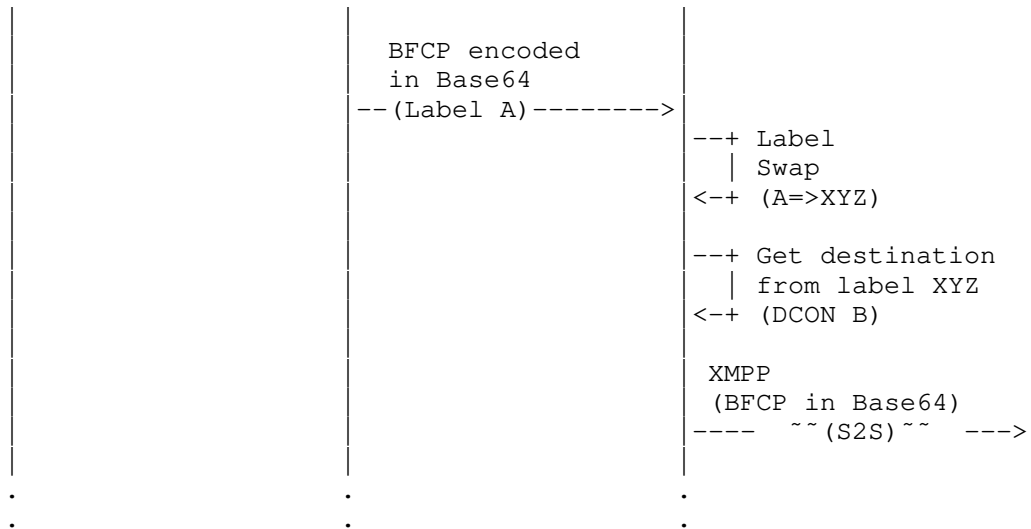 BFCP encoded
in Base64
--(Label A)-------->
--+ Label
| Swap
<-+ (A=>XYZ)
--+ Get destination
| from label XYZ
<-+ (DCON B)
XMPP
(BFCP in Base64)
---- ~~(S2S)~~ --->